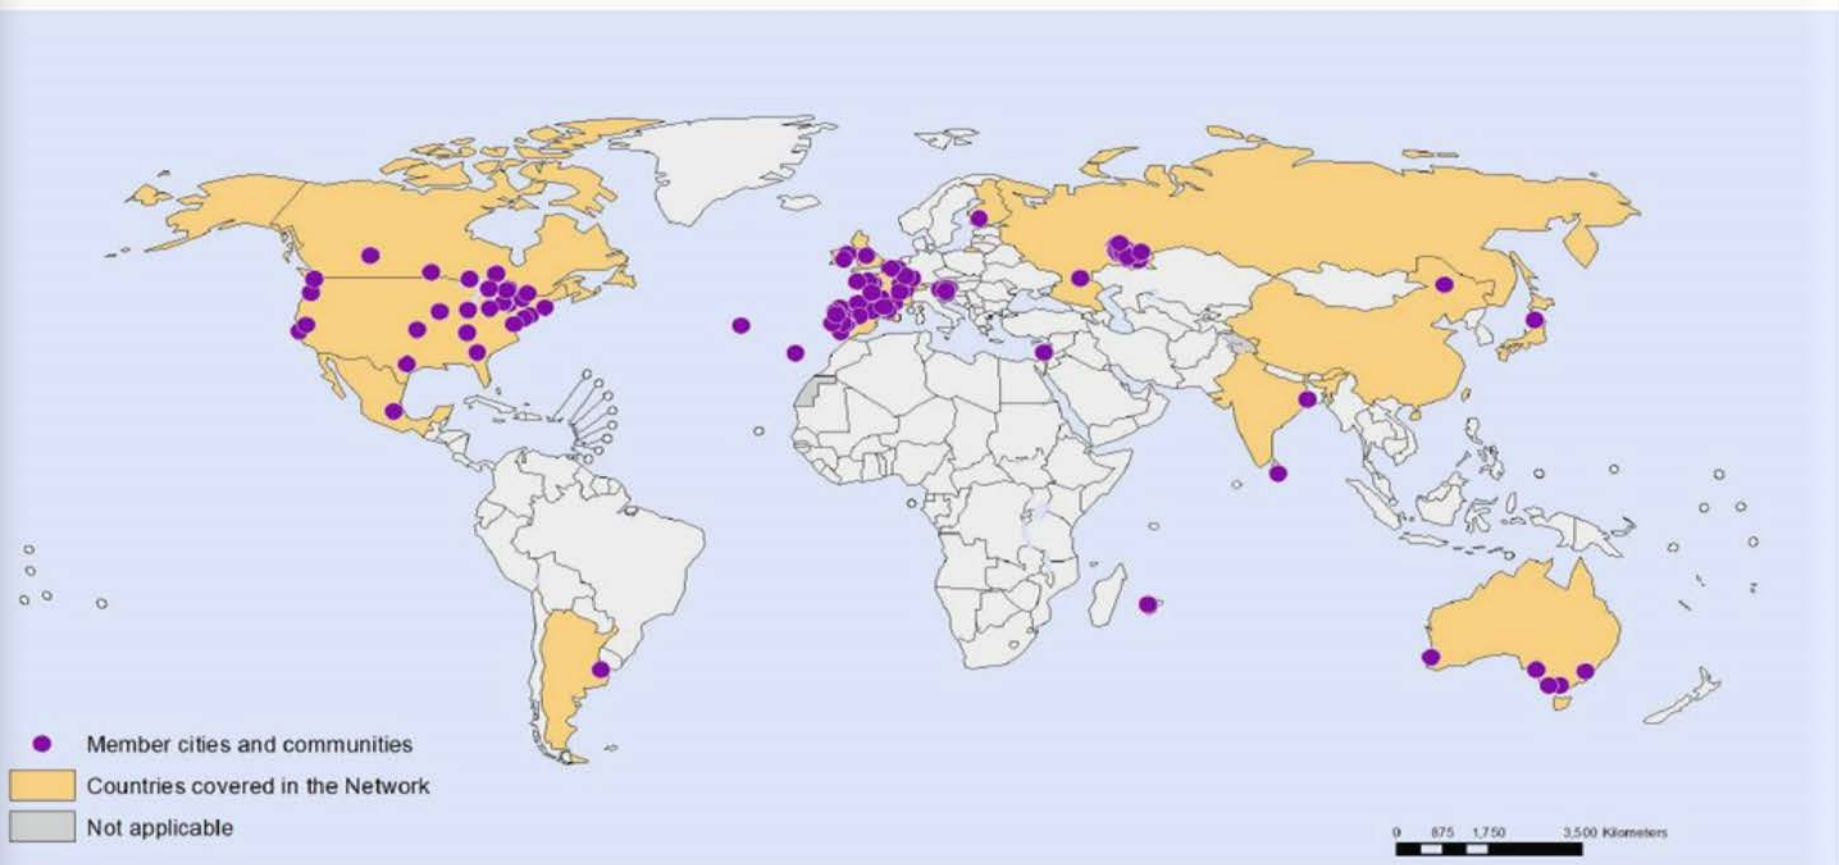 Member cities and communities
Countries covered in the Network
Not applicable
0 875 1,750 3,500 Kilometers